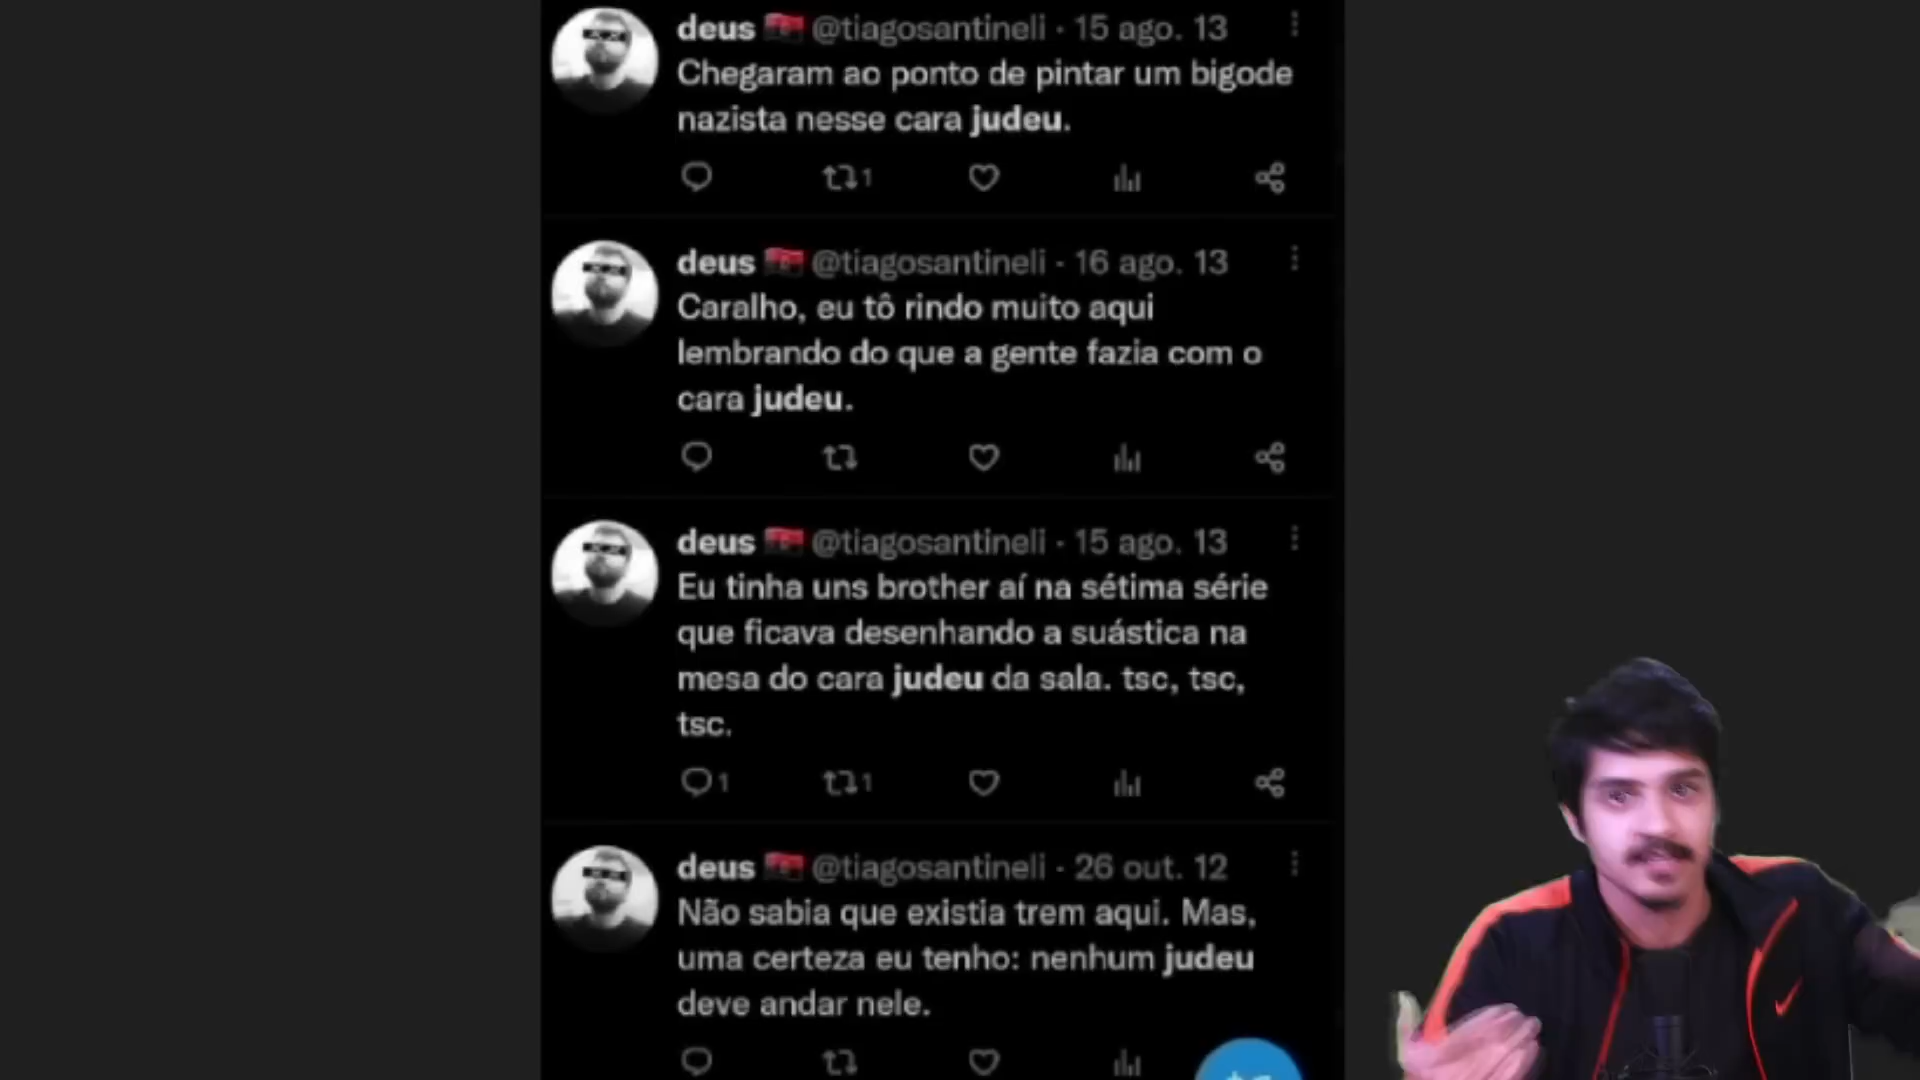 deus @tiagosantineli · 15 ago. 13
Chegaram ao ponto de pintar um bigode
nazista nesse cara judeu.
1
deus @tiagosantineli · 16 ago. 13
Caralho, eu tô rindo muito aqui
lembrando do que a gente fazia com o
cara judeu.
deus @tiagosantineli · 15 ago. 13
Eu tinha uns brother aí na sétima série
que ficava desenhando a suástica na
mesa do cara judeu da sala. tsc, tsc,
tsc.
1 1
deus @tiagosantineli · 26 out. 12
Não sabia que existia trem aqui. Mas,
uma certeza eu tenho: nenhum judeu
deve andar nele.